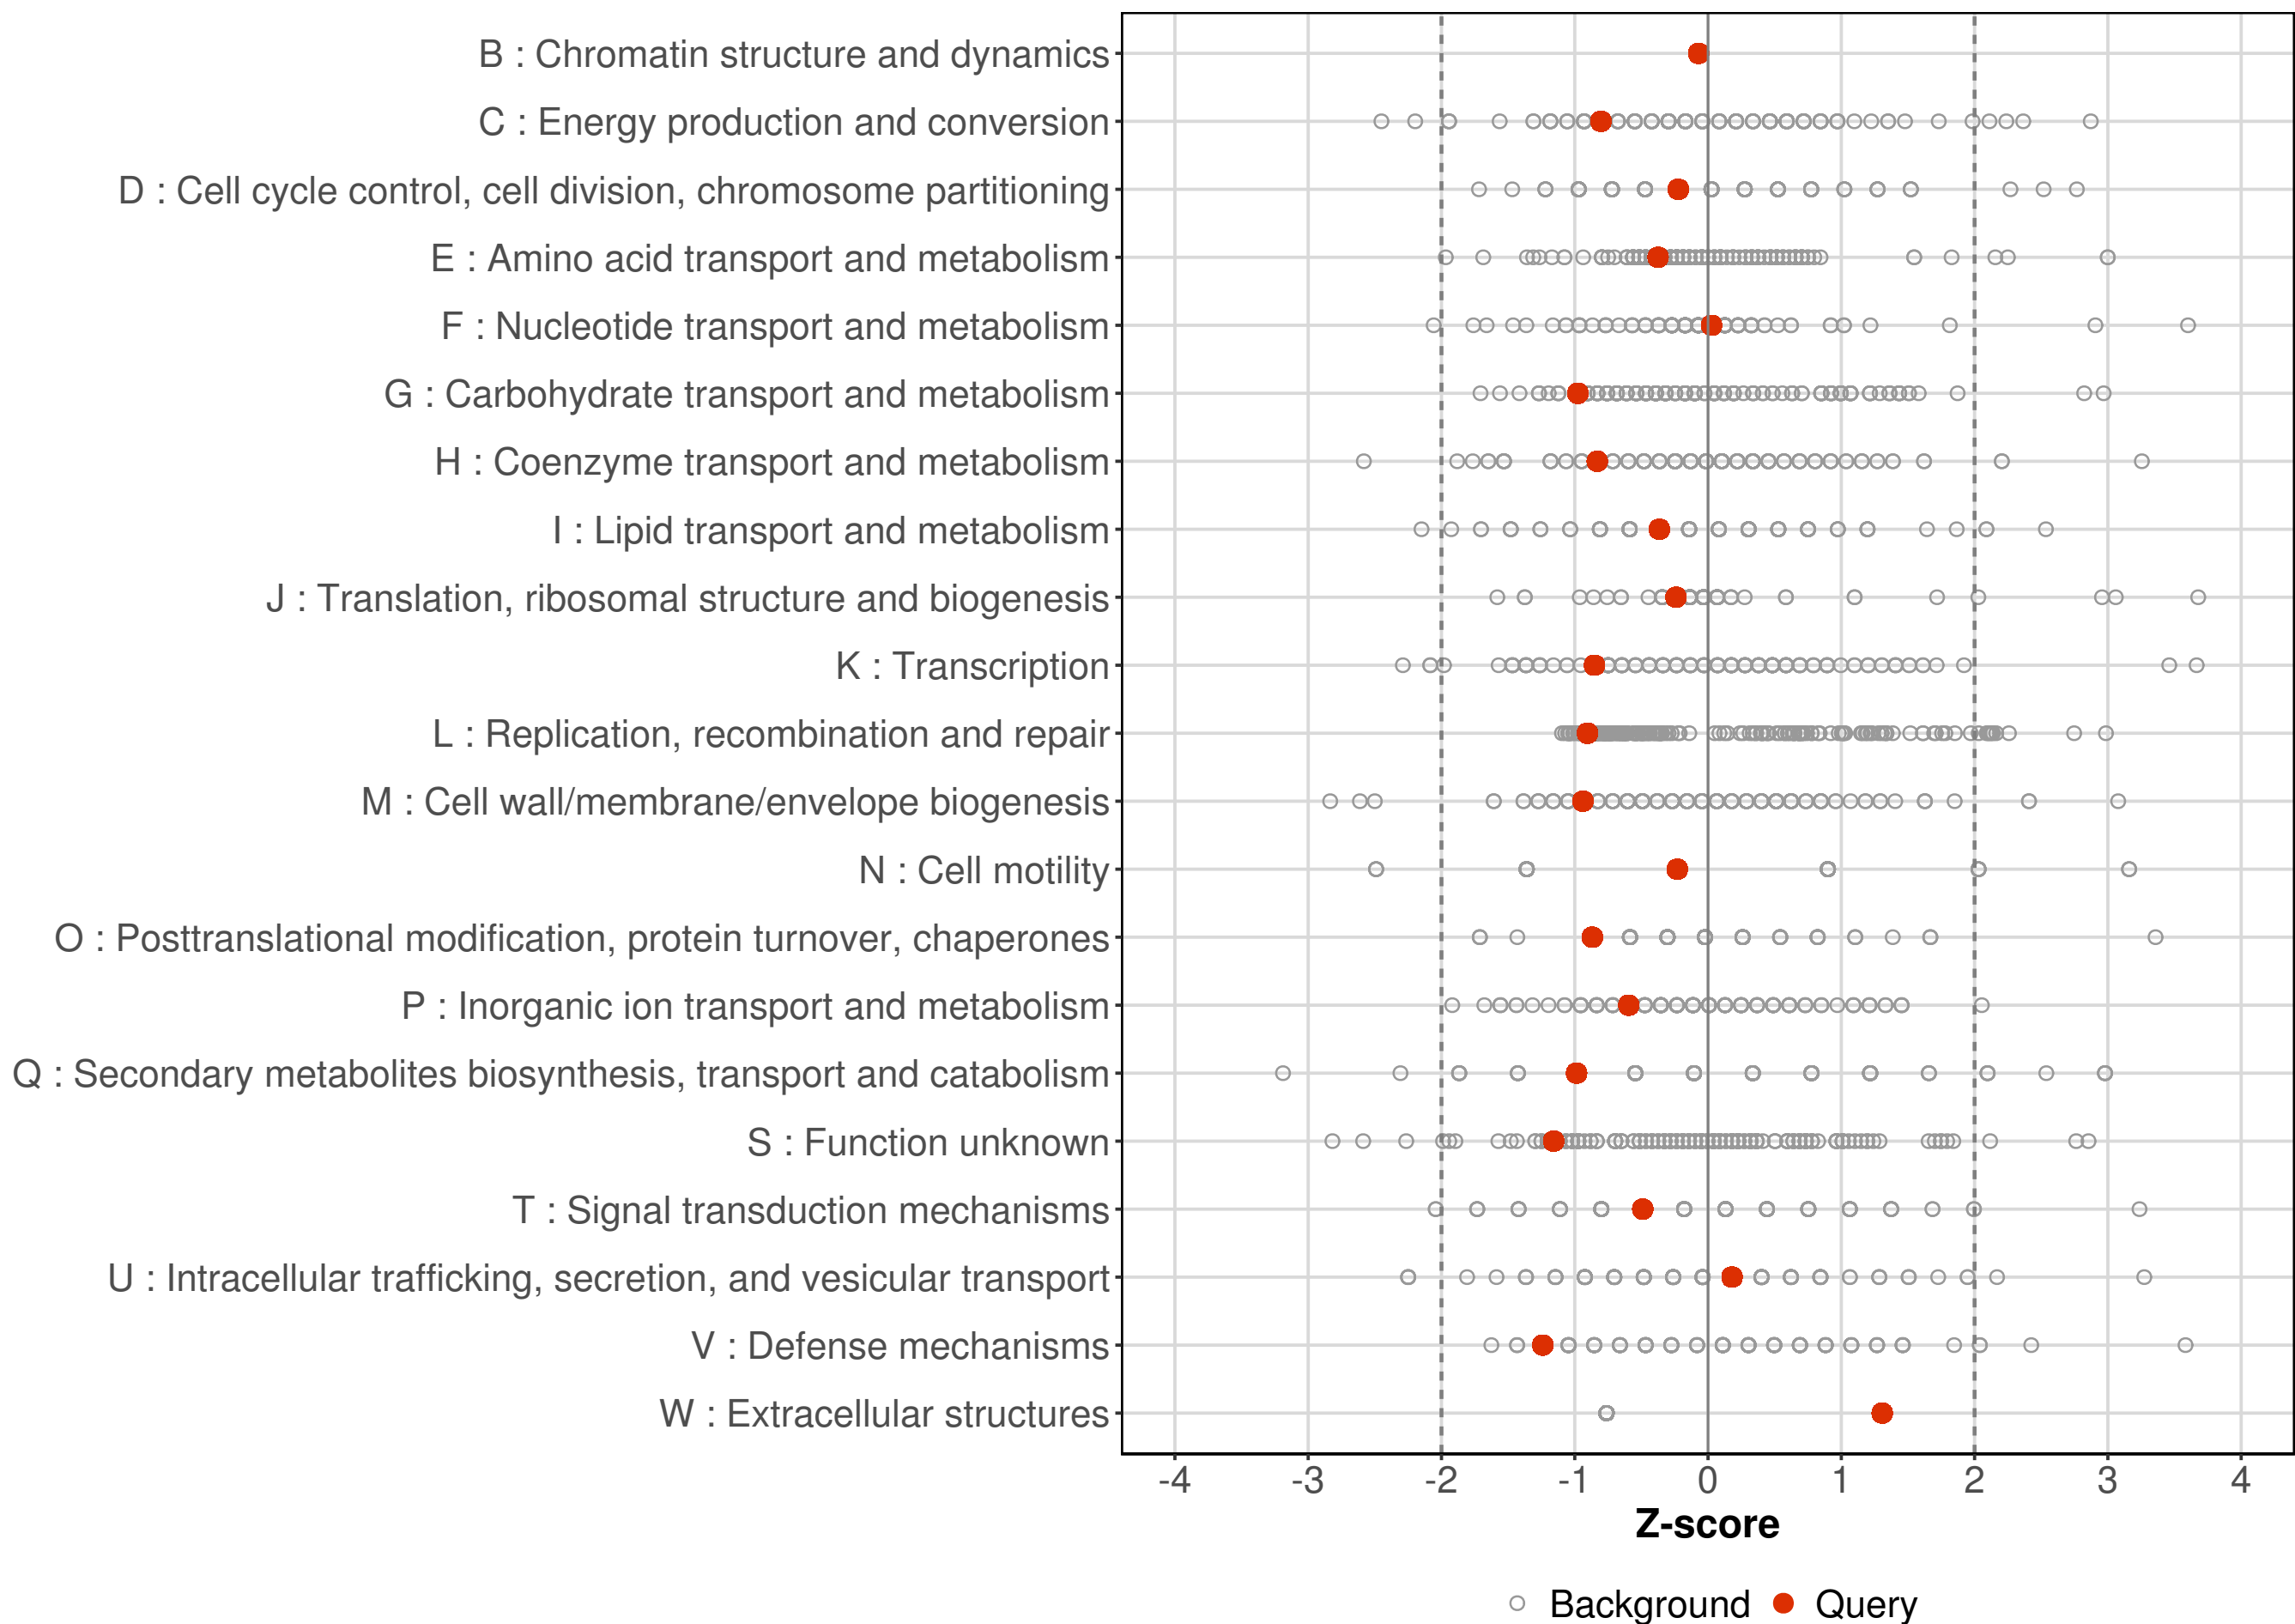 B : Chromatin structure and dynamics
C : Energy production and conversion
D : Cell cycle control, cell division, chromosome partitioning
E : Amino acid transport and metabolism
F : Nucleotide transport and metabolism
G : Carbohydrate transport and metabolism
H : Coenzyme transport and metabolism
I : Lipid transport and metabolism
J : Translation, ribosomal structure and biogenesis
K : Transcription
L : Replication, recombination and repair
M : Cell wall/membrane/envelope biogenesis
N : Cell motility
O : Posttranslational modification, protein turnover, chaperones
P : Inorganic ion transport and metabolism
Q : Secondary metabolites biosynthesis, transport and catabolism
S : Function unknown
T : Signal transduction mechanisms
U : Intracellular trafficking, secretion, and vesicular transport
V : Defense mechanisms
W : Extracellular structures
-4 -3 -2 -1 0 1 2 3 4
Z-score
Background Query